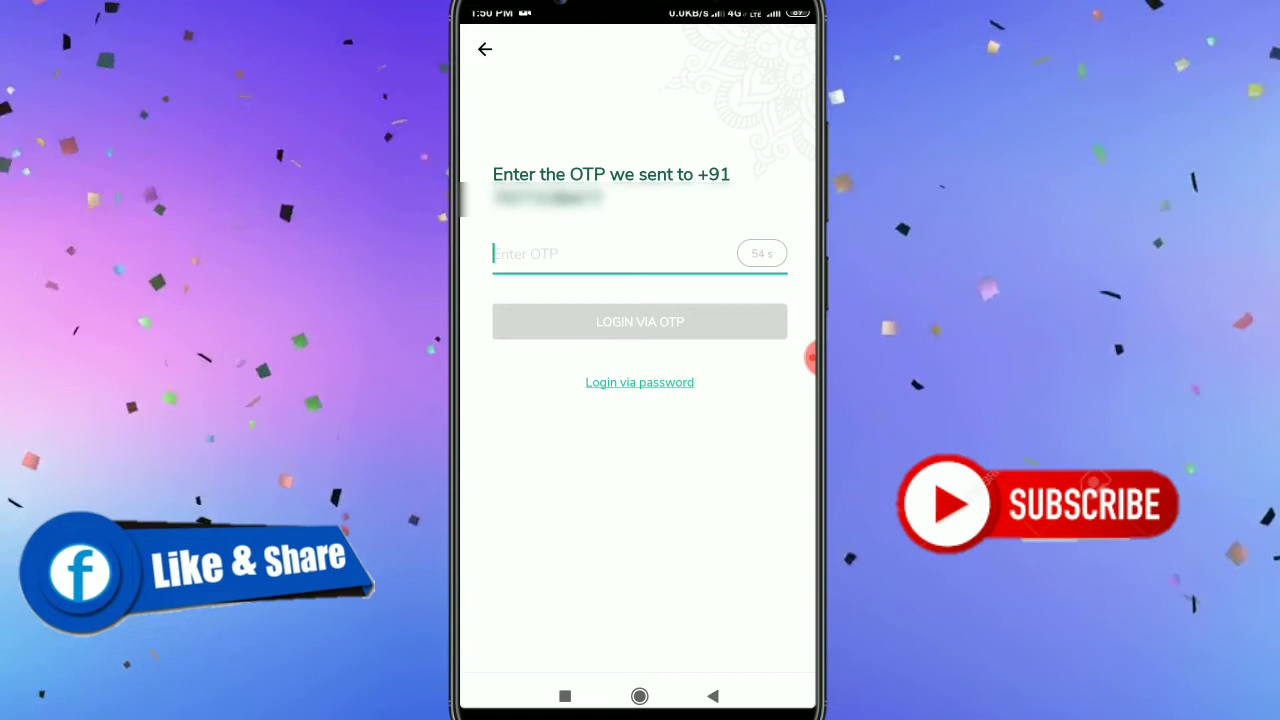 1:50 PM
0.0KB/s
4G
LTE
Enter the OTP we sent to +91
Enter OTP
54 s
LOGIN VIA OTP
Login via password
f Like & Share
SUBSCRIBE